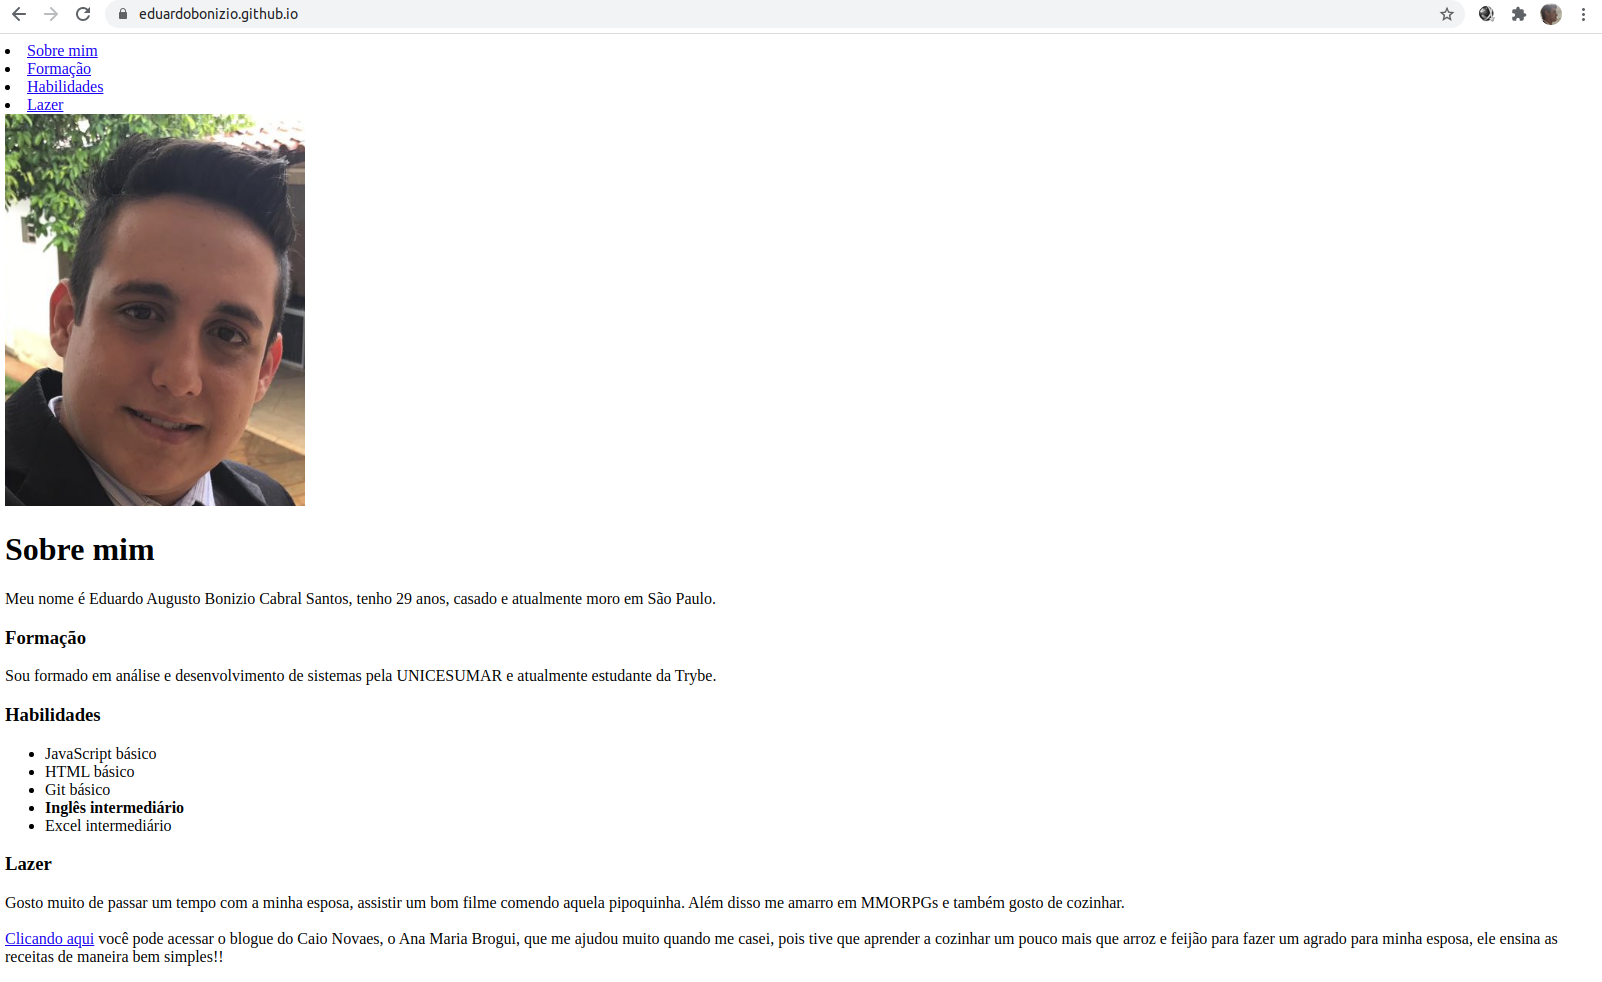 eduardobonizio.github.io
Sobre mim
Formação
Habilidades
Lazer
Sobre mim
Meu nome é Eduardo Augusto Bonizio Cabral Santos, tenho 29 anos, casado e atualmente moro em São Paulo.
Formação
Sou formado em análise e desenvolvimento de sistemas pela UNICESUMAR e atualmente estudante da Trybe.
Habilidades
JavaScript básico
HTML básico
Git básico
Inglês intermediário
Excel intermediário
Lazer
Gosto muito de passar um tempo com a minha esposa, assistir um bom filme comendo aquela pipoquinha. Além disso me amarro em MMORPGs e também gosto de cozinhar.
Clicando aqui você pode acessar o blogue do Caio Novaes, o Ana Maria Brogui, que me ajudou muito quando me casei, pois tive que aprender a cozinhar um pouco mais que arroz e feijão para fazer um agrado para minha esposa, ele ensina as
receitas de maneira bem simples!!